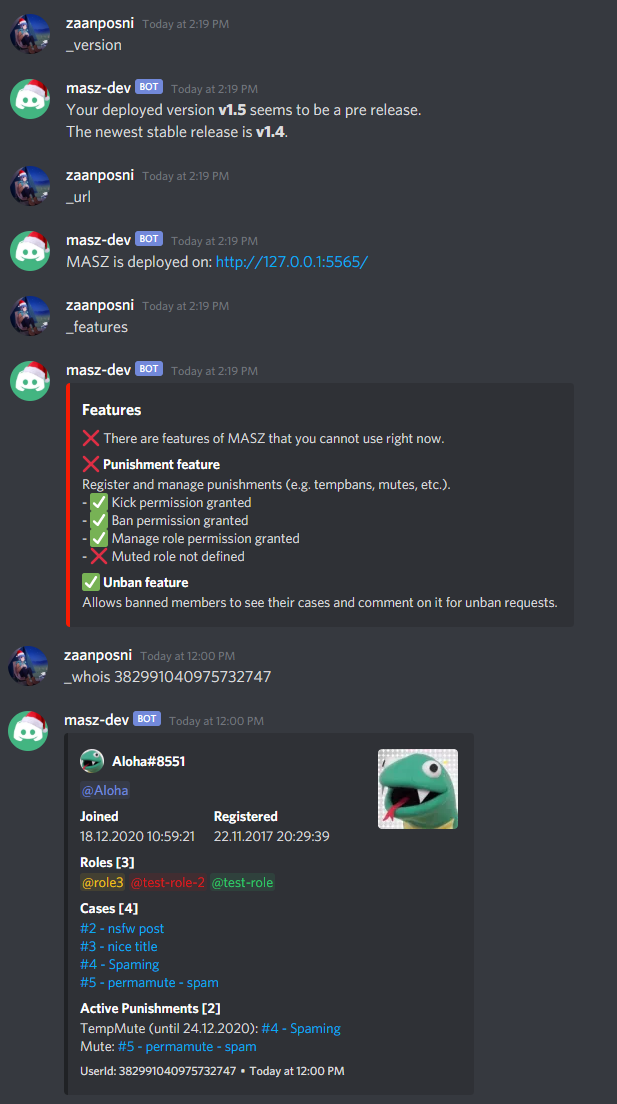 zaanposni Today at 2:19 PM
_version
masz-dev BOT Today at 2:19 PM
Your deployed version v1.5 seems to be a pre release.
The newest stable release is v1.4.
zaanposni Today at 2:19 PM
_url
masz-dev BOT Today at 2:19 PM
MASZ is deployed on: http://127.0.0.1:5565/
zaanposni Today at 2:19 PM
_features
masz-dev BOT Today at 2:19 PM
Features
❌ There are features of MASZ that you cannot use right now.
❌ Punishment feature
Register and manage punishments (e.g. tempbans, mutes, etc.).
- ✅ Kick permission granted
- ✅ Ban permission granted
- ✅ Manage role permission granted
- ❌ Muted role not defined
✅ Unban feature
Allows banned members to see their cases and comment on it for unban requests.
zaanposni Today at 12:00 PM
_whois 382991040975732747
masz-dev BOT Today at 12:00 PM
Aloha#8551
@Aloha
Joined Registered
18.12.2020 10:59:21 22.11.2017 20:29:39
Roles [3]
@role3 @test-role-2 @test-role
Cases [4]
#2 - nsfw post
#3 - nice title
#4 - Spaming
#5 - permamute - spam
Active Punishments [2]
TempMute (until 24.12.2020): #4 - Spaming
Mute: #5 - permamute - spam
UserId: 382991040975732747 • Today at 12:00 PM